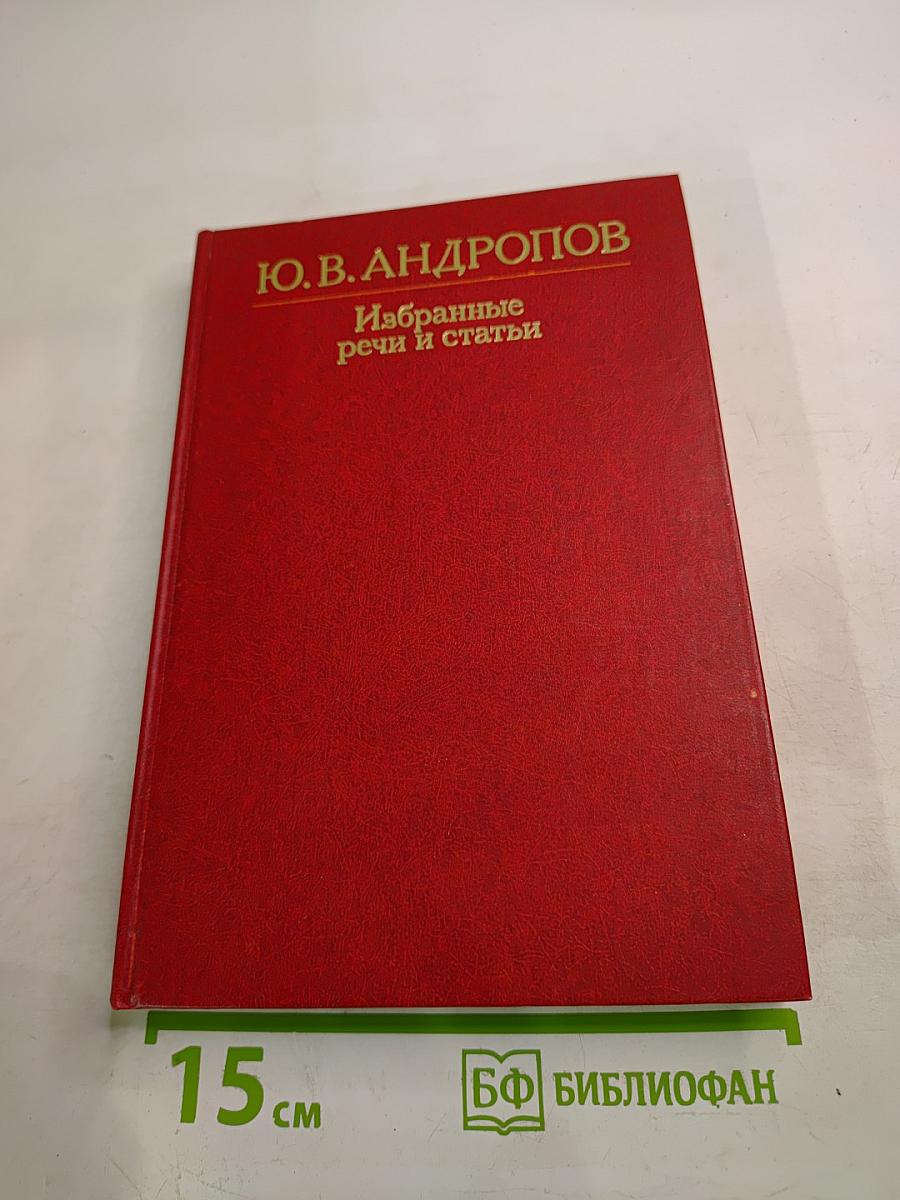 Ю. В. АНДРОПОВ
Избранные
речи и статьи
15 см
БФ БИБЛИОФАН